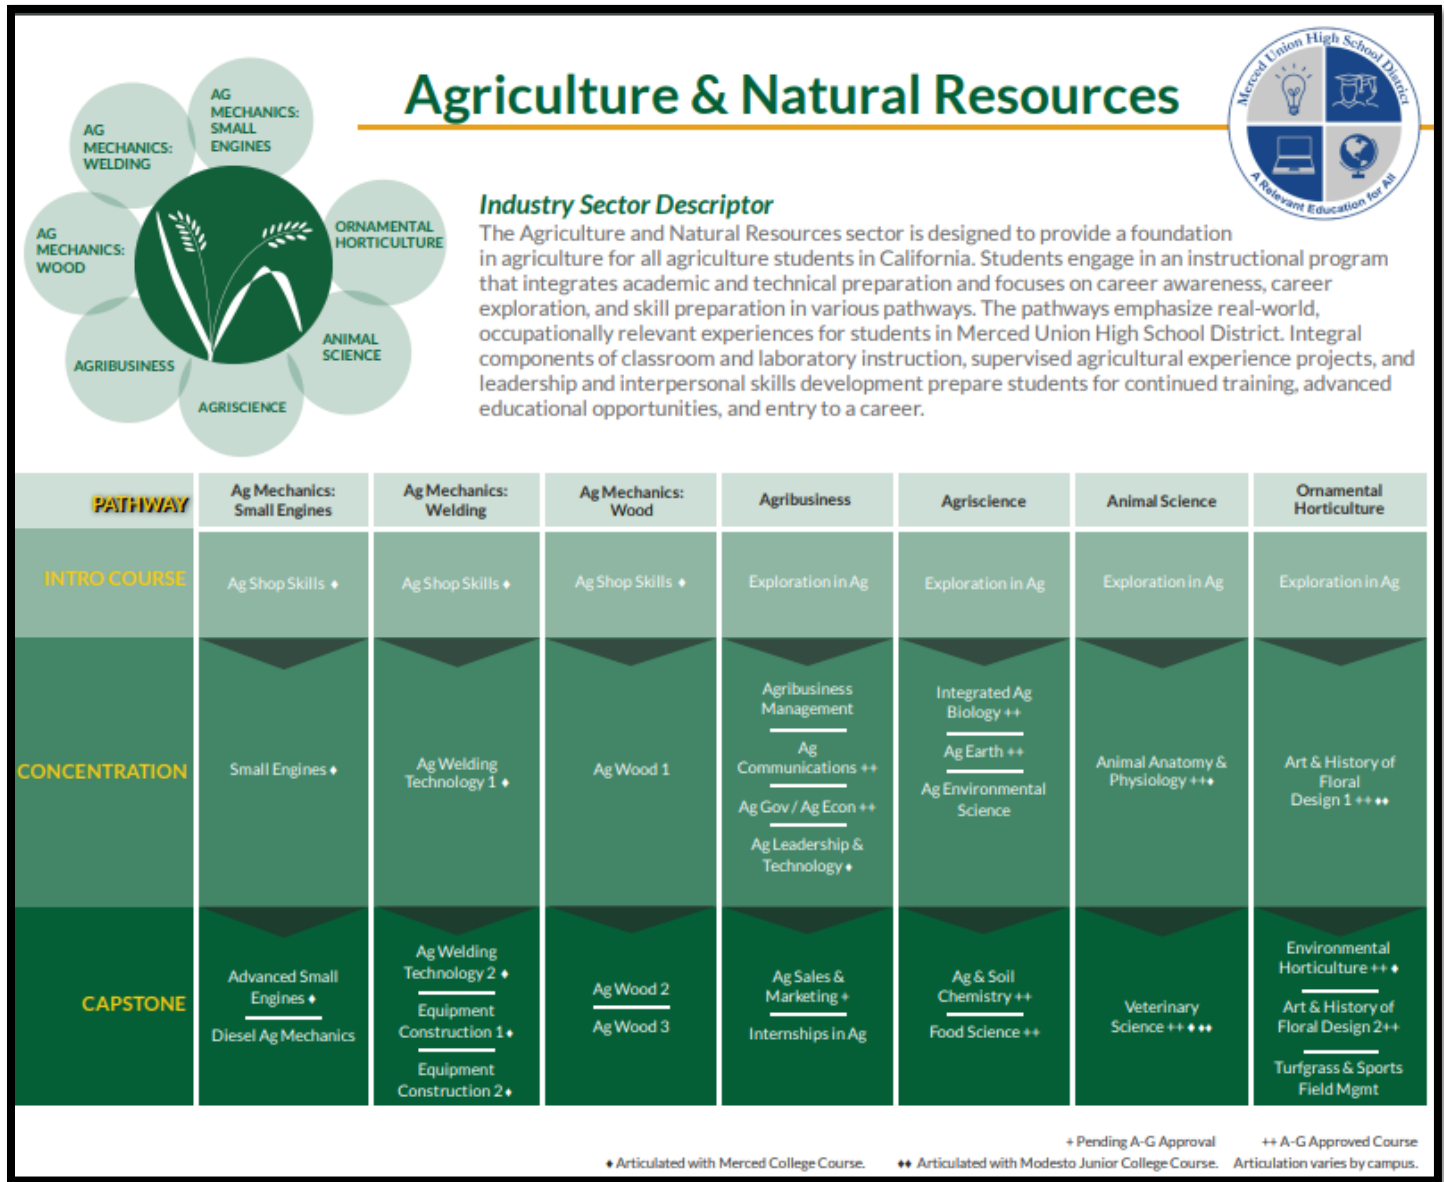 Agriculture & Natural Resources
Merced Union High School District
A Relevant Education for All
AG
MECHANICS:
SMALL
ENGINES
AG
MECHANICS:
WELDING
AG
MECHANICS:
WOOD
AGRIBUSINESS
AGRISCIENCE
ANIMAL
SCIENCE
ORNAMENTAL
HORTICULTURE
Industry Sector Descriptor
The Agriculture and Natural Resources sector is designed to provide a foundation
in agriculture for all agriculture students in California. Students engage in an instructional program
that integrates academic and technical preparation and focuses on career awareness, career
exploration, and skill preparation in various pathways. The pathways emphasize real-world,
occupationally relevant experiences for students in Merced Union High School District. Integral
components of classroom and laboratory instruction, supervised agricultural experience projects, and
leadership and interpersonal skills development prepare students for continued training, advanced
educational opportunities, and entry to a career.
PATHWAY
Ag Mechanics:
Small Engines
Ag Mechanics:
Welding
Ag Mechanics:
Wood
Agribusiness
Agriscience
Animal Science
Ornamental
Horticulture
INTRO COURSE
Ag Shop Skills ♦
Ag Shop Skills ♦
Ag Shop Skills ♦
Exploration in Ag
Exploration in Ag
Exploration in Ag
Exploration in Ag
CONCENTRATION
Small Engines ♦
Ag Welding
Technology 1 ♦
Ag Wood 1
Agribusiness
Management
Ag
Communications ++
Ag Gov / Ag Econ ++
Ag Leadership &
Technology ♦
Integrated Ag
Biology ++
Ag Earth ++
Ag Environmental
Science
Animal Anatomy &
Physiology ++♦
Art & History of
Floral
Design 1 ++ ♦♦
CAPSTONE
Advanced Small
Engines ♦
Diesel Ag Mechanics
Ag Welding
Technology 2 ♦
Equipment
Construction 1♦
Equipment
Construction 2♦
Ag Wood 2
Ag Wood 3
Ag Sales &
Marketing +
Internships in Ag
Ag & Soil
Chemistry ++
Food Science ++
Veterinary
Science ++ ♦ ♦♦
Environmental
Horticulture ++ ♦
Art & History of
Floral Design 2++
Turfgrass & Sports
Field Mgmt
+ Pending A-G Approval ++ A-G Approved Course
♦ Articulated with Merced College Course. ♦♦ Articulated with Modesto Junior College Course. Articulation varies by campus.